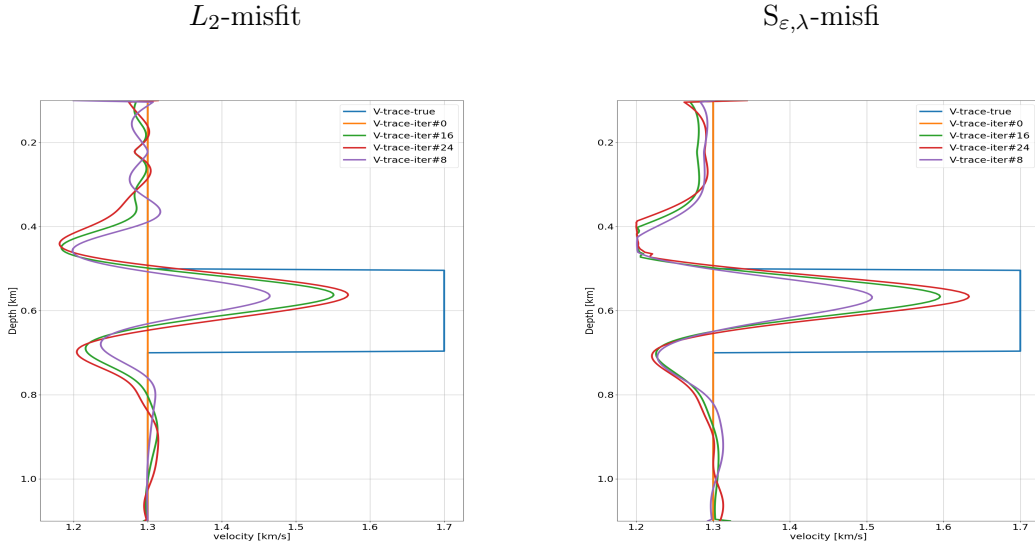 L₂-misfit
S_{ε,λ}-misfi
V-trace-true
V-trace-iter#0
V-trace-iter#16
V-trace-iter#24
V-trace-iter#8
0.2
0.4
0.6
0.8
1.0
Depth [km]
1.2 1.3 1.4 1.5 1.6 1.7
velocity [km/s]
V-trace-true
V-trace-iter#0
V-trace-iter#16
V-trace-iter#24
V-trace-iter#8
0.2
0.4
0.6
0.8
1.0
Depth [km]
1.2 1.3 1.4 1.5 1.6 1.7
velocity [km/s]